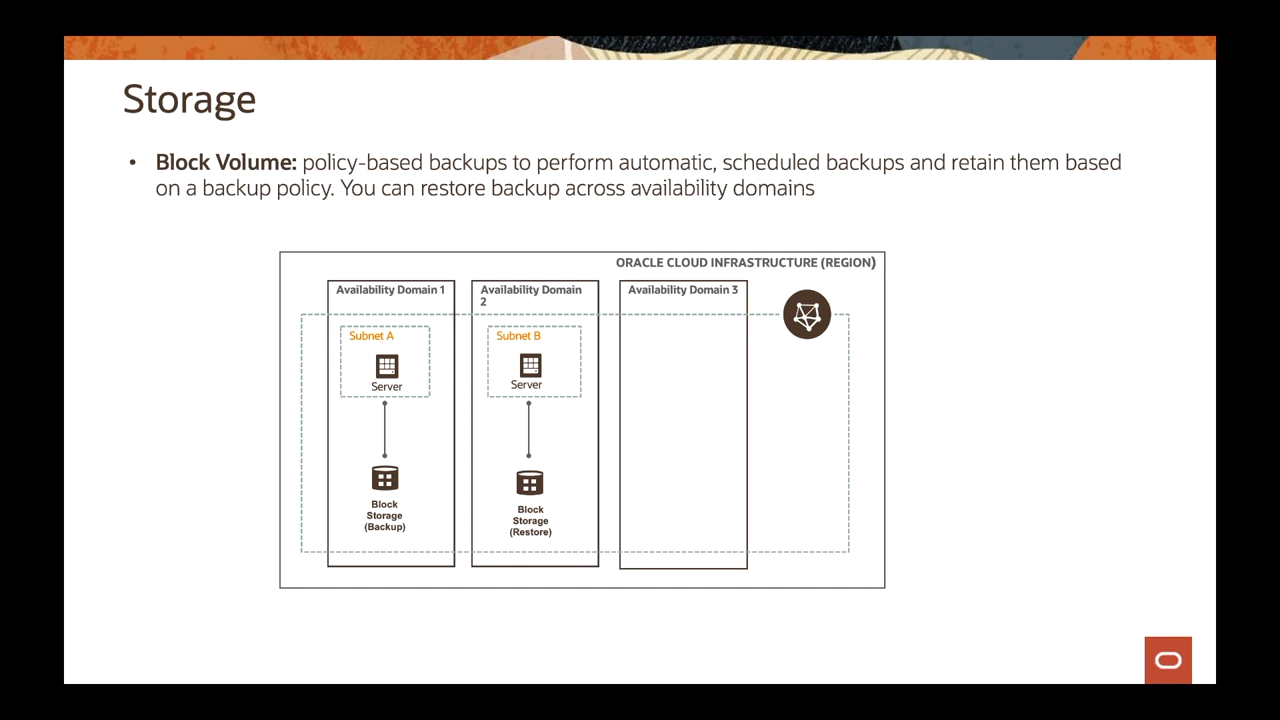 Storage
• Block Volume: policy-based backups to perform automatic, scheduled backups and retain them based
on a backup policy. You can restore backup across availability domains
ORACLE CLOUD INFRASTRUCTURE (REGION)
Availability Domain 1
Subnet A
Server
Block
Storage
(Backup)
Availability Domain
2
Subnet B
Server
Block
Storage
(Restore)
Availability Domain 3